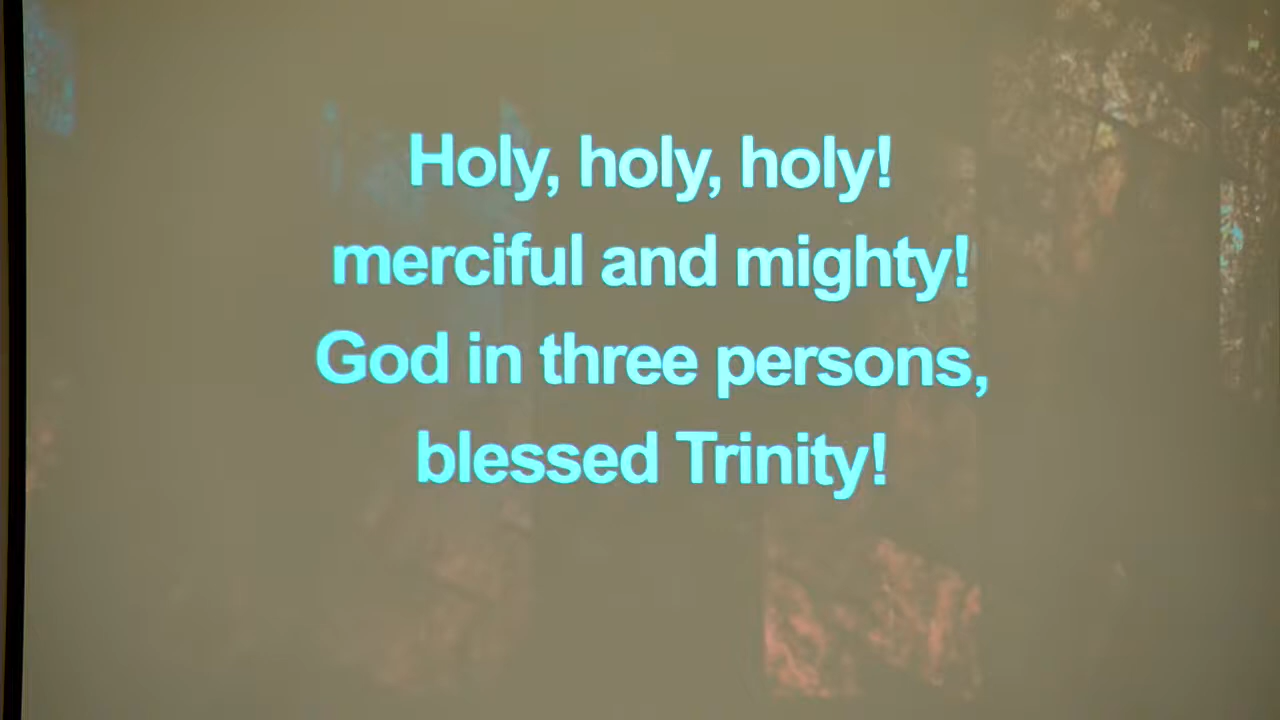 Holy, holy, holy!
merciful and mighty!
God in three persons,
blessed Trinity!